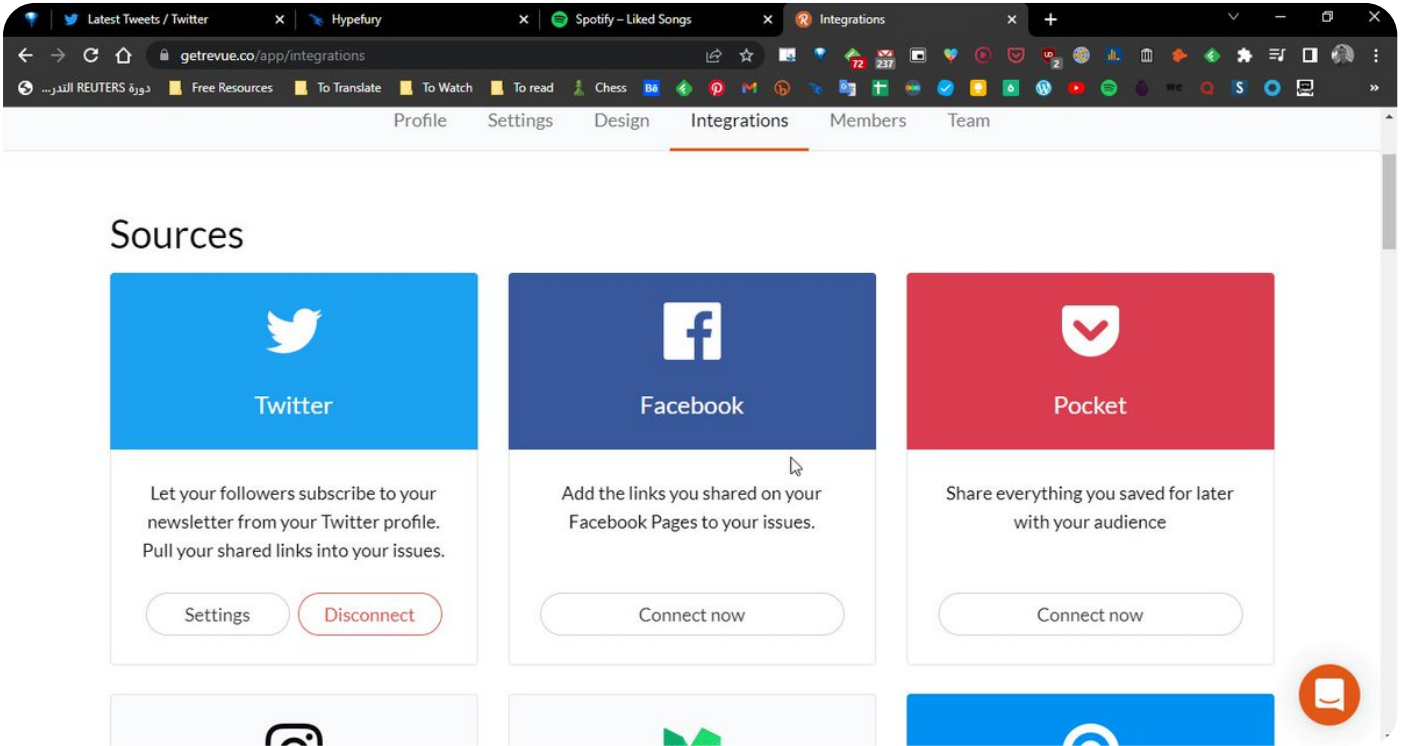 Latest Tweets / Twitter
Hypefury
Spotify – Liked Songs
Integrations
getrevue.co/app/integrations
72
237
2
دورة REUTERS التدر...
Free Resources
To Translate
To Watch
To read
Chess
Bē
me
S
»
Profile
Settings
Design
Integrations
Members
Team
Sources
Twitter
Let your followers subscribe to your
newsletter from your Twitter profile.
Pull your shared links into your issues.
Settings
Disconnect
Facebook
Add the links you shared on your
Facebook Pages to your issues.
Connect now
Pocket
Share everything you saved for later
with your audience
Connect now